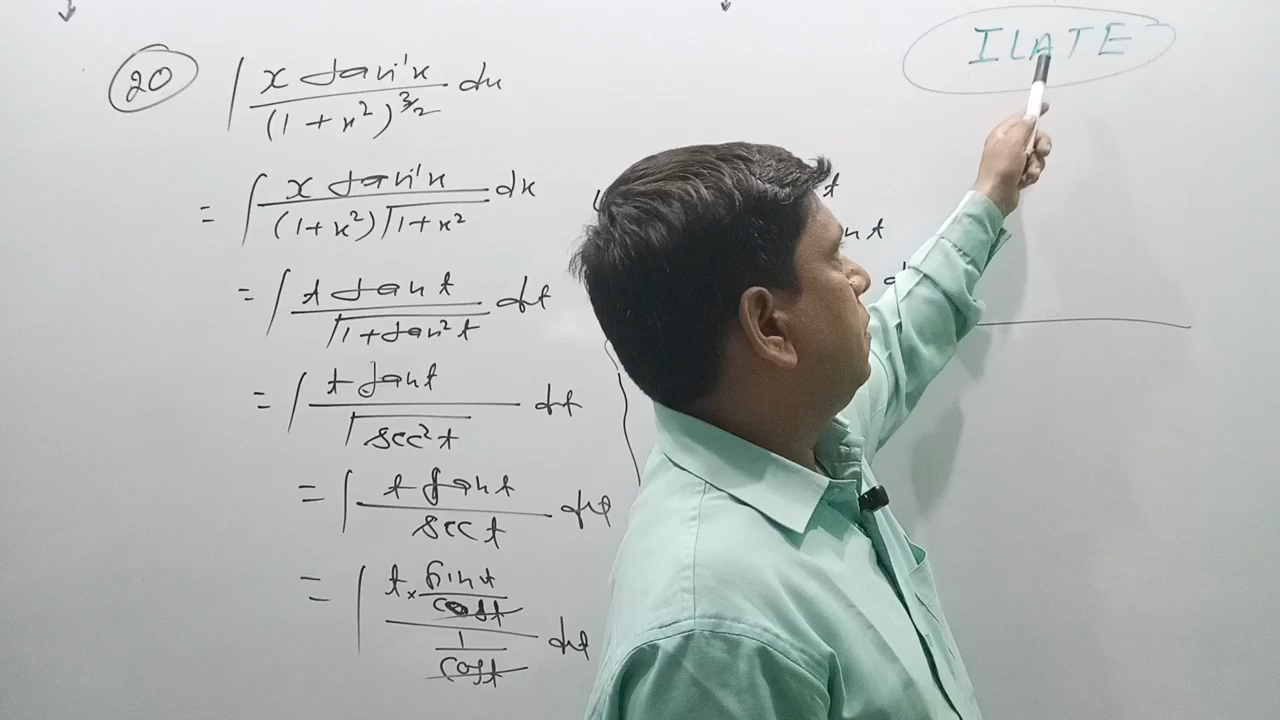 ILATE
20 ∫ x tan⁻¹x / (1 + x²)^3/2 dx
= ∫ x tan⁻¹x / (1+x²)√1+x² dx
= ∫ t tan t / √1+tan²t dt
= ∫ t tan t / √sec²t dt
= ∫ t tan t / sec t dt
= ∫ t × sin t / cos t / 1 / cos t dt